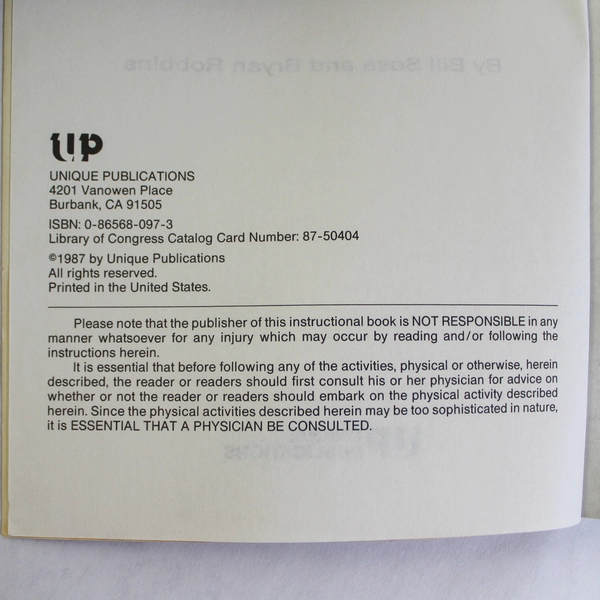 By Bill Sosa and Bryan Robbins
UP
UNIQUE PUBLICATIONS
4201 Vanowen Place
Burbank, CA 91505
ISBN: 0-86568-097-3
Library of Congress Catalog Card Number: 87-50404
©1987 by Unique Publications
All rights reserved.
Printed in the United States.
Please note that the publisher of this instructional book is NOT RESPONSIBLE in any
manner whatsoever for any injury which may occur by reading and/or following the
instructions herein.
It is essential that before following any of the activities, physical or otherwise, herein
described, the reader or readers should first consult his or her physician for advice on
whether or not the reader or readers should embark on the physical activity described
herein. Since the physical activities described herein may be too sophisticated in nature,
it is ESSENTIAL THAT A PHYSICIAN BE CONSULTED.
UP